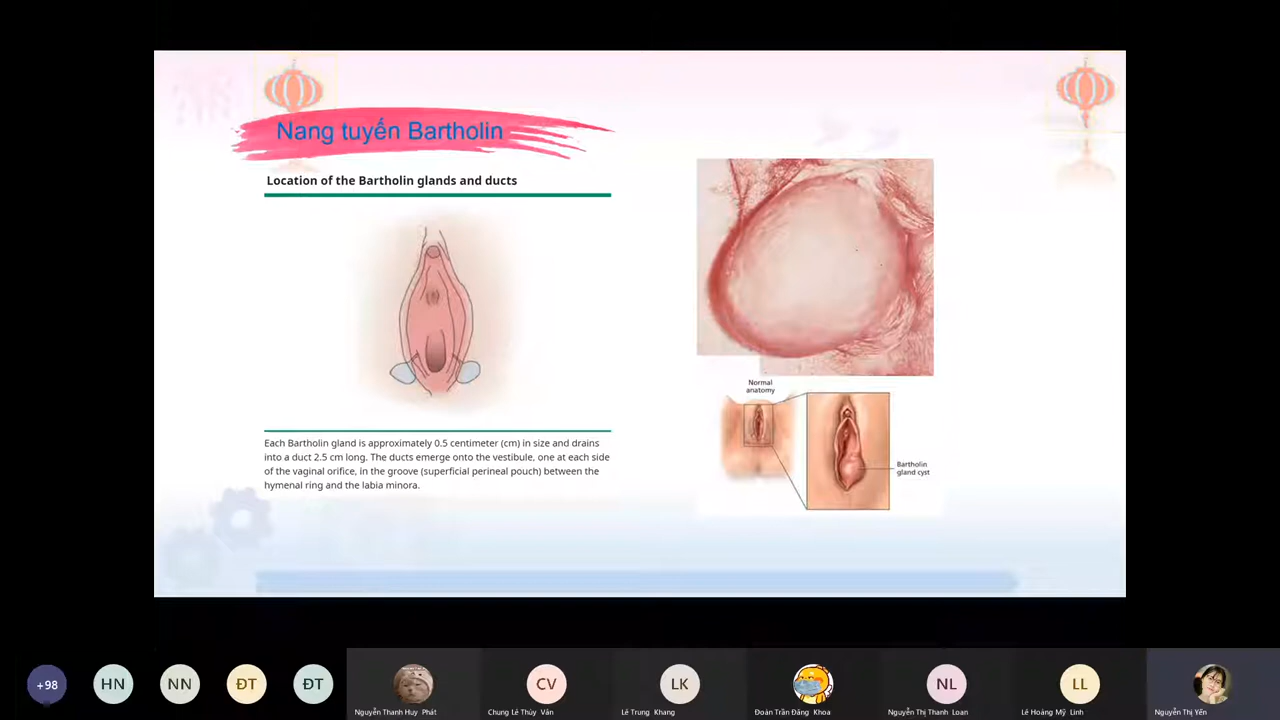 Nang tuyến Bartholin
Location of the Bartholin glands and ducts
Each Bartholin gland is approximately 0.5 centimeter (cm) in size and drains
into a duct 2.5 cm long. The ducts emerge onto the vestibule, one at each side
of the vaginal orifice, in the groove (superficial perineal pouch) between the
hymenal ring and the labia minora.
Normal
anatomy
Bartholin
gland cyst
+98
HN
NN
ĐT
ĐT
CV
LK
NL
LL
Nguyễn Thanh Huy Phát
Chung Lê Thúy Vân
Lê Trung Khang
Đoàn Trần Đăng Khoa
Nguyễn Thị Thanh Loan
Lê Hoáng Mỹ Linh
Nguyễn Thị Yến